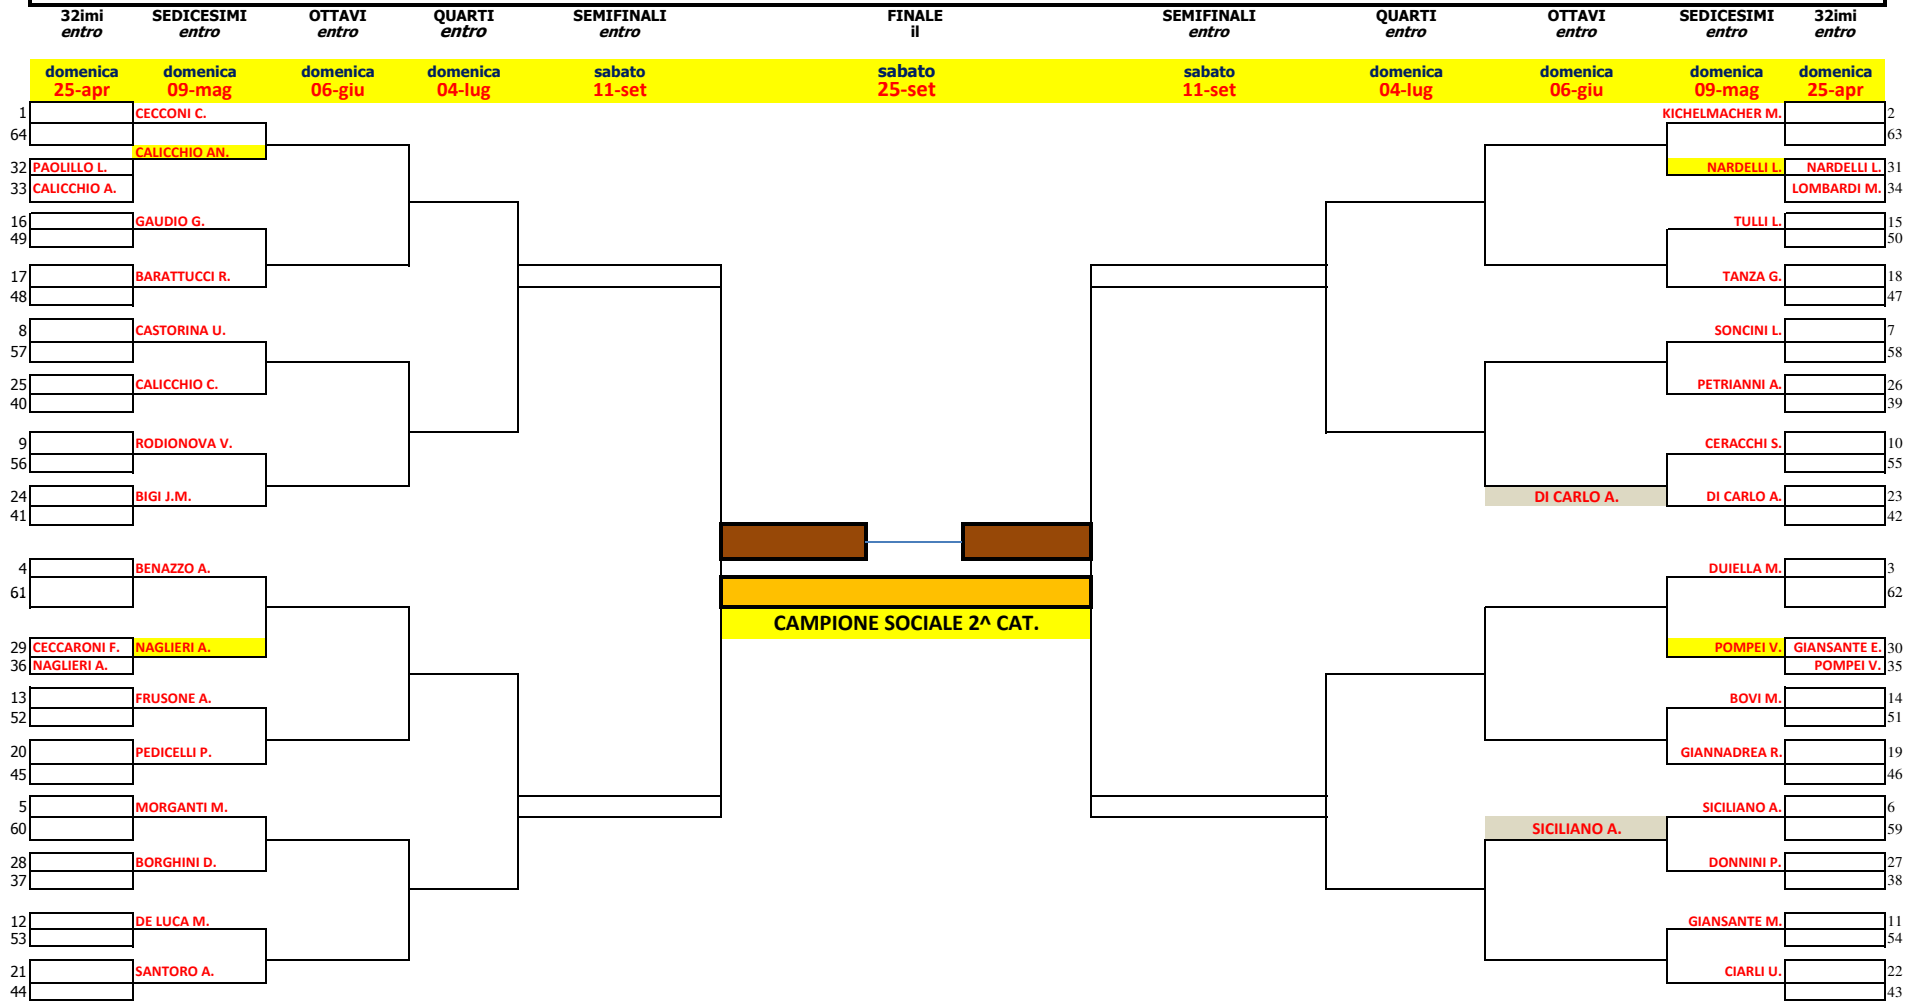 32imi SEDICESIMI OTTAVI QUARTI SEMIFINALI FINALE SEMIFINALI QUARTI OTTAVI SEDICESIMI 32imi
entro entro entro entro entro il entro entro entro entro entro
domenica domenica domenica domenica sabato sabato sabato domenica domenica domenica domenica
25-apr 09-mag 06-giu 04-lug 11-set 25-set 11-set 04-lug 06-giu 09-mag 25-apr
1 CECCONI C. KICHELMACHER M. 2
64 63
CALICCHIO AN.
32 PAOLILLO L. NARDELLI L. NARDELLI L. 31
33 CALICCHIO A. LOMBARDI M. 34
16 GAUDIO G. TULLI L. 15
49 50
17 BARATTUCCI R. TANZA G. 18
48 47
8 CASTORINA U. SONCINI L. 7
57 58
25 CALICCHIO C. PETRIANNI A. 26
40 39
9 RODIONOVA V. CERACCHI S. 10
56 55
24 BIGI J.M. DI CARLO A. DI CARLO A. 23
41 42
4 BENAZZO A. DUIELLA M. 3
61 62
CAMPIONE SOCIALE 2^ CAT.
29 CECCARONI F. NAGLIERI A. POMPEI V. GIANSANTE E. 30
36 NAGLIERI A. POMPEI V. 35
13 FRUSONE A. BOVI M. 14
52 51
20 PEDICELLI P. GIANNADREA R. 19
45 46
5 MORGANTI M. SICILIANO A. 6
60 SICILIANO A. 59
28 BORGHINI D. DONNINI P. 27
37 38
12 DE LUCA M. GIANSANTE M. 11
53 54
21 SANTORO A. CIARLI U. 22
44 43